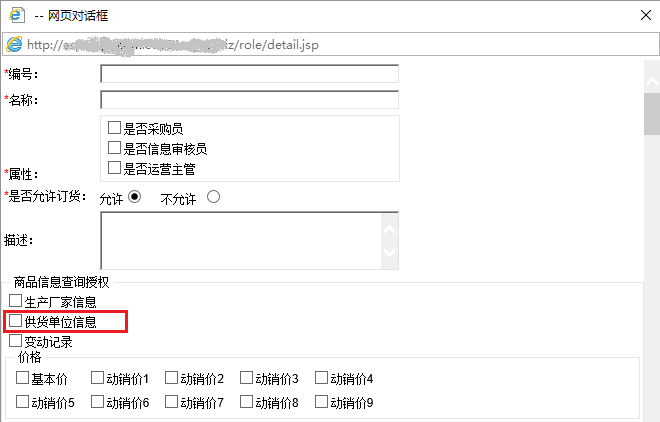 -- 网页对话框
http://es iz/role/detail.jsp
*编号：
*名称：
是否采购员
是否信息审核员
是否运营主管
*属性：
*是否允许订货： 允许 不允许
描述：
商品信息查询授权
生产厂家信息
供货单位信息
变动记录
价格
基本价 动销价1 动销价2 动销价3 动销价4
动销价5 动销价6 动销价7 动销价8 动销价9